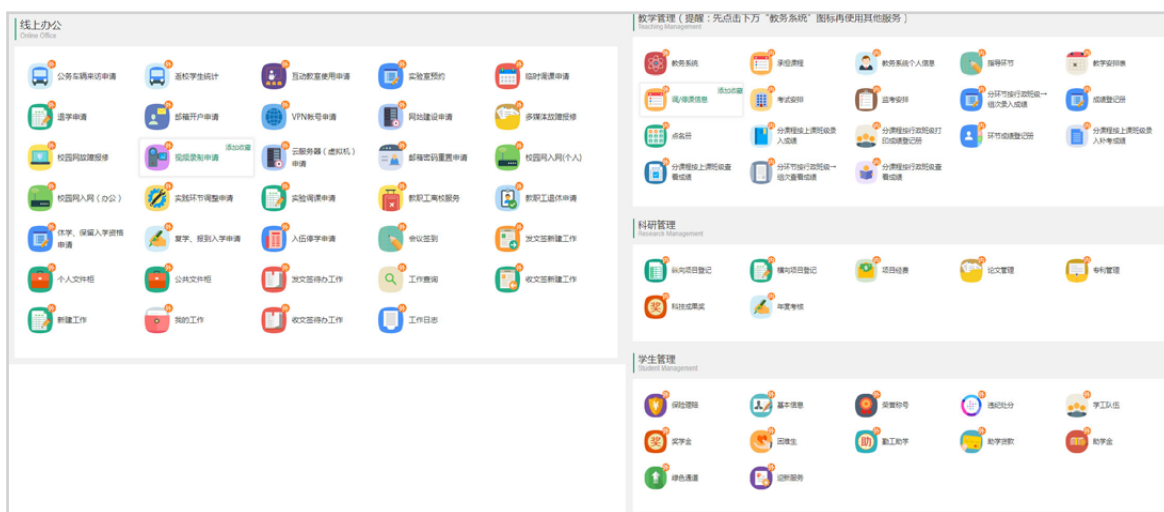 线上办公
Online Office
公务车辆来访申请
返校学生统计
互动教室使用申请
实验室预约
临时调课申请
退学申请
邮箱开户申请
VPN帐号申请
网站建设申请
多媒体故障报修
校园网故障报修
视频录制申请
添加收藏
云服务器（虚拟机）
申请
邮箱密码重置申请
校园网入网(个人)
校园网入网（办公）
实践环节调整申请
实验调课申请
教职工离校服务
教职工退休申请
休学、保留入学资格
申请
复学、报到入学申请
入伍停学申请
会议签到
发文签新建工作
个人文件柜
公共文件柜
发文签待办工作
工作查询
收文签新建工作
新建工作
我的工作
收文签待办工作
工作日志
教学管理（提醒：先点击下方“教务系统”图标再使用其他服务）
Teaching Management
教务系统
承担课程
教务系统个人信息
指导环节
教学安排表
调/停课信息
添加收藏
考试安排
监考安排
分环节按行政班级→
组次录入成绩
成绩登记册
点名册
分课程按上课班级录
入成绩
分课程按行政班级打
印成绩登记册
环节成绩登记册
分课程按上课班级录
入补考成绩
分课程按上课班级查
看成绩
分环节按行政班级→
组次查看成绩
分课程按行政班级查
看成绩
科研管理
Research Management
纵向项目登记
横向项目登记
项目经费
论文管理
专利管理
奖
科技成果奖
年度考核
学生管理
Student Management
保险理赔
基本信息
荣誉称号
违纪处分
学工队伍
奖
奖学金
困难生
助
勤工助学
助学贷款
助学金
绿色通道
迎新服务